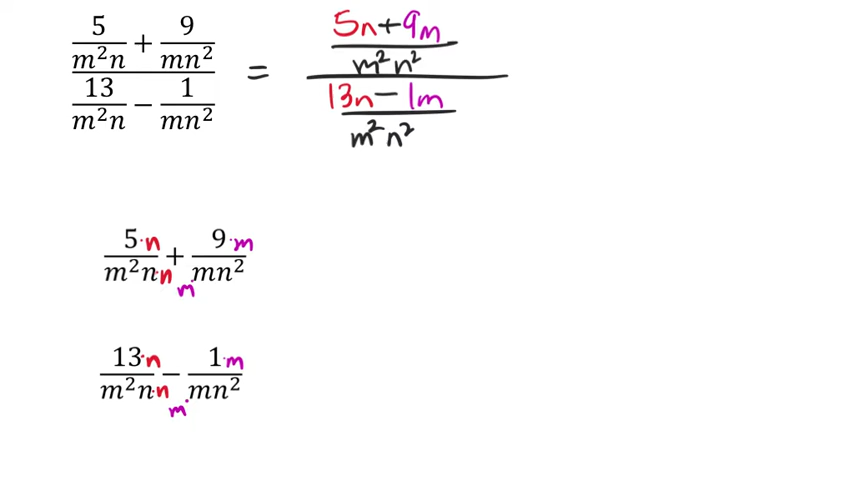 5/m²n + 9/mn² = 5n+9m/m²n²
13/m²n − 1/mn² 13n − 1m/m²n²
5·n/m²n·n + 9·m/m·mn²
13·n/m²n·n − 1·m/m·mn²